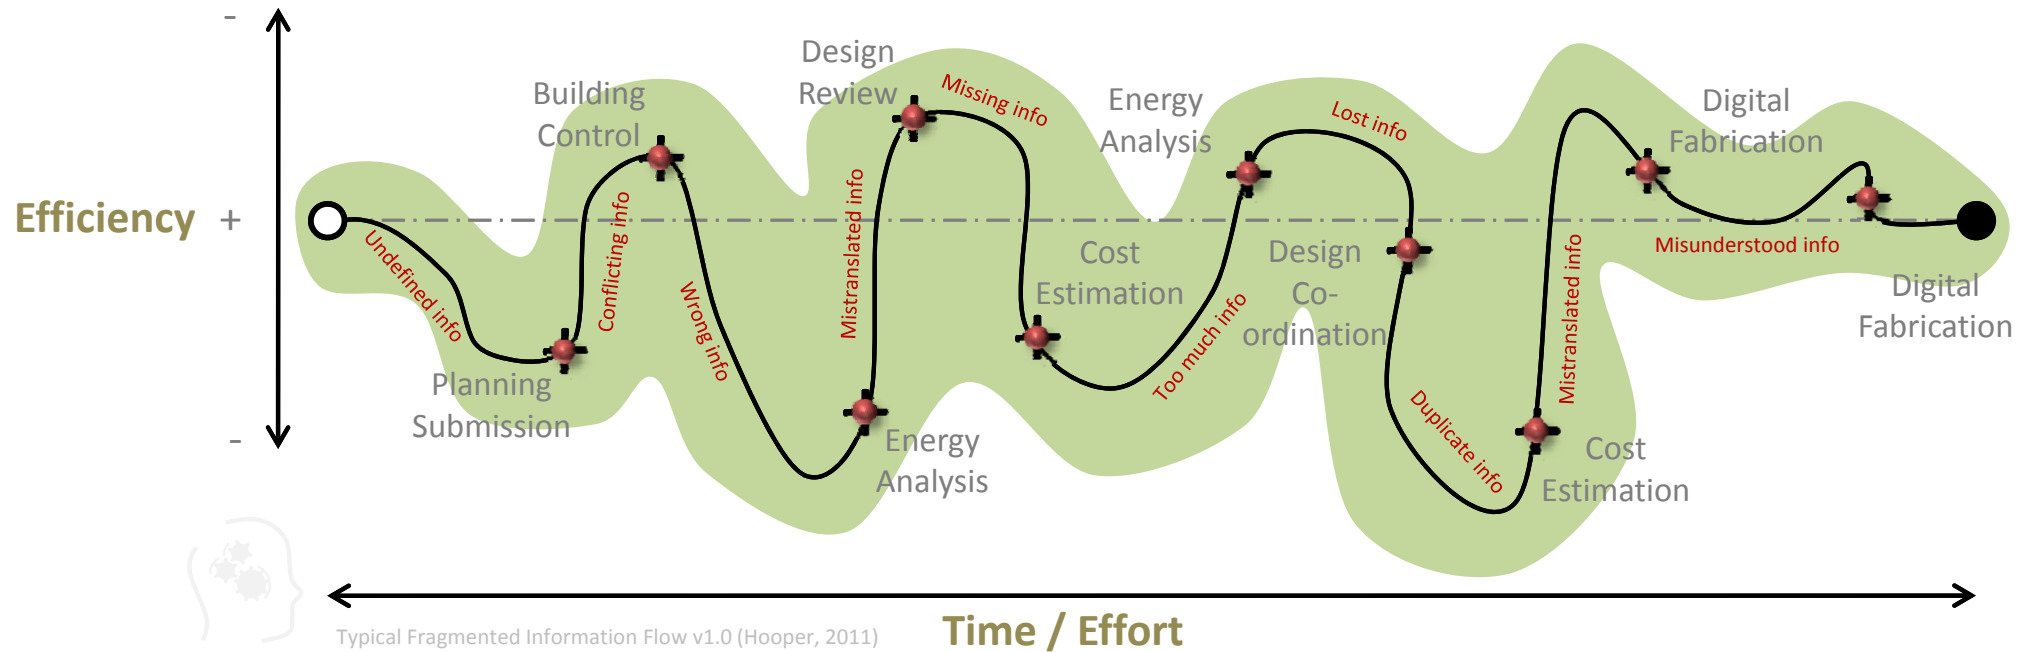 -
Design
Review
Building
Control
Missing info
Energy
Analysis
Lost info
Digital
Fabrication
Efficiency
+
Undefined info
Conflicting info
Wrong info
Mistranslated info
Cost
Estimation
Too much info
Design
Co-
ordination
Mistranslated info
Misunderstood info
Digital
Fabrication
Planning
Submission
-
Energy
Analysis
Duplicate info
Cost
Estimation
Typical Fragmented Information Flow v1.0 (Hooper, 2011)
Time / Effort